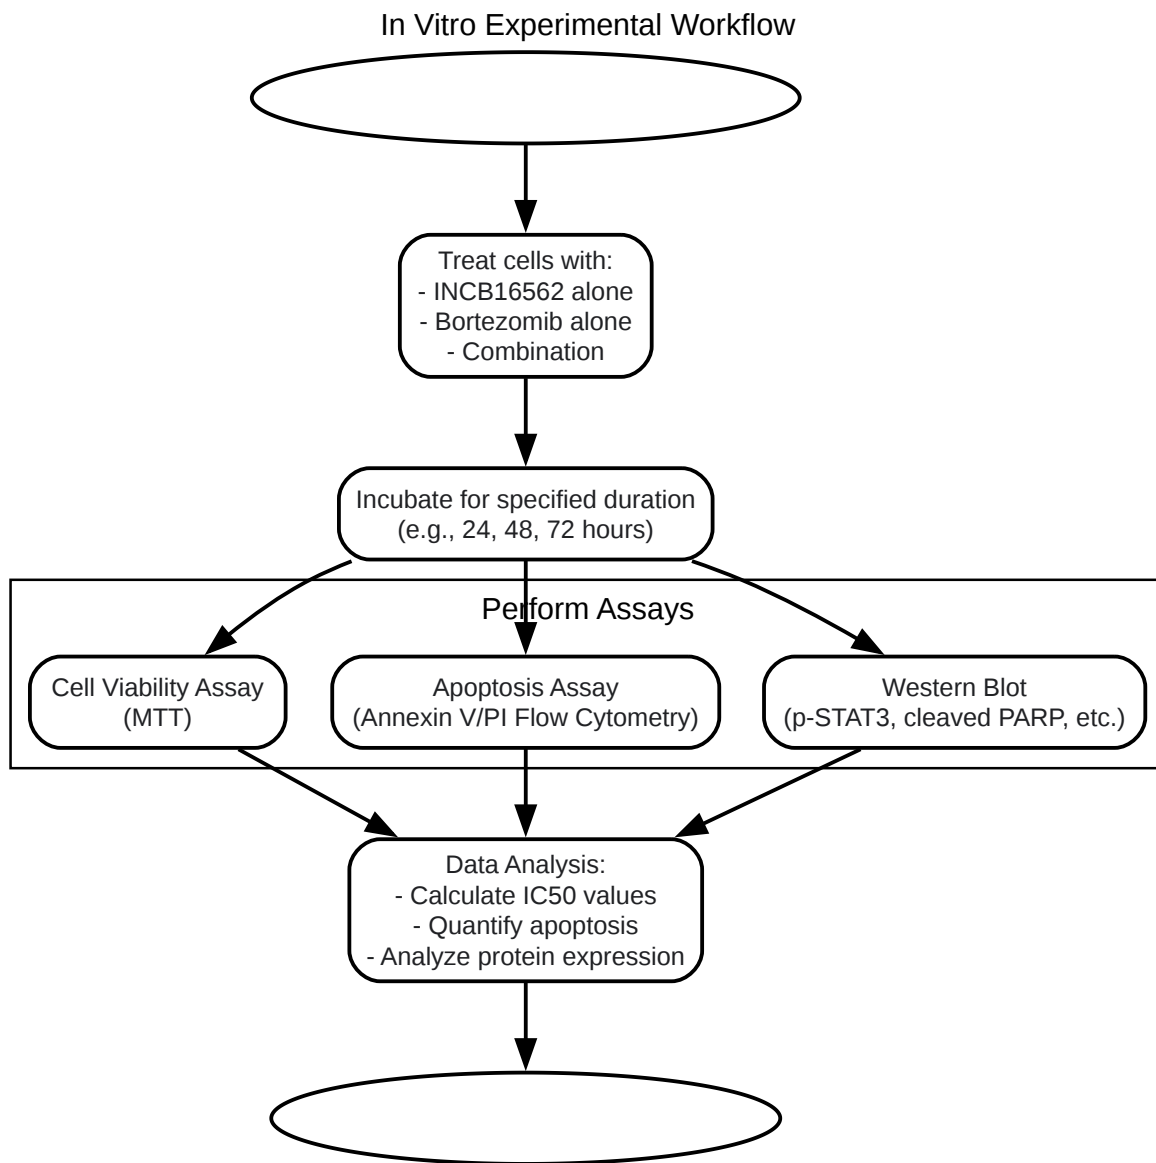 In Vitro Experimental Workflow
Treat cells with:
- INCB16562 alone
- Bortezomib alone
- Combination
Incubate for specified duration
(e.g., 24, 48, 72 hours)
Perform Assays
Cell Viability Assay
(MTT)
Apoptosis Assay
(Annexin V/PI Flow Cytometry)
Western Blot
(p-STAT3, cleaved PARP, etc.)
Data Analysis:
- Calculate IC50 values
- Quantify apoptosis
- Analyze protein expression